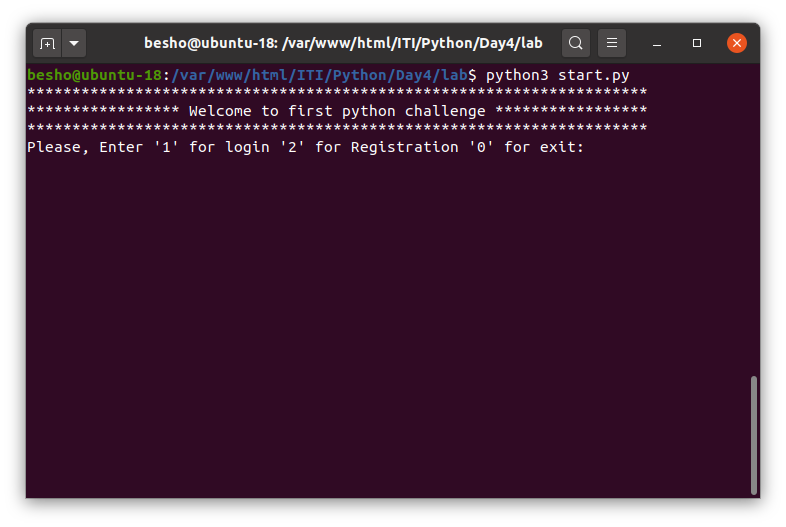 besho@ubuntu-18: /var/www/html/ITI/Python/Day4/lab
besho@ubuntu-18:/var/www/html/ITI/Python/Day4/lab$ python3 start.py
*********************************************************************
***************** Welcome to first python challenge *****************
*********************************************************************
Please, Enter '1' for login '2' for Registration '0' for exit: